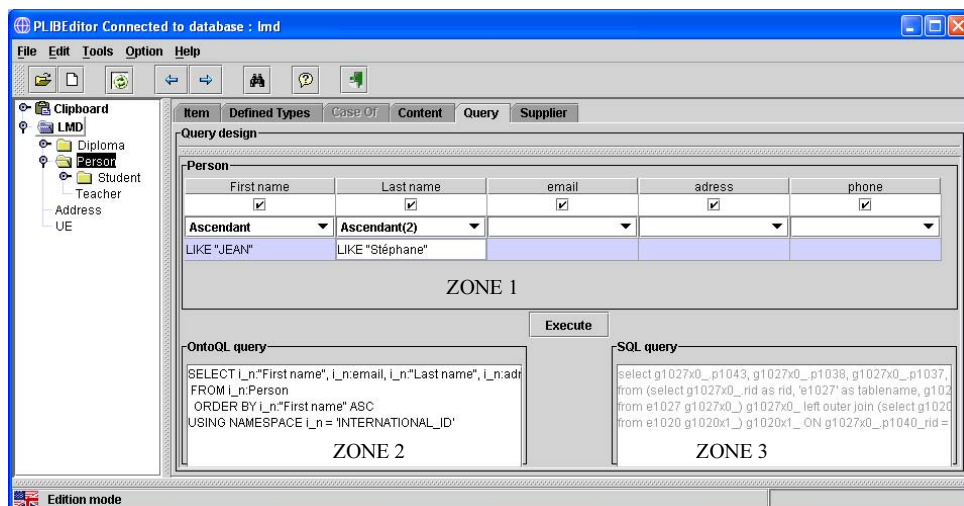 PLIBEditor Connected to database : lmd
File Edit Tools Option Help
Clipboard
LMD
Diploma
Person
Student
Teacher
Address
UE
Item Defined Types Case Of Content Query Supplier
Query design
Person
First name Last name email adress phone
Ascendant Ascendant(2)
LIKE "JEAN" LIKE "Stéphane"
ZONE 1
Execute
OntoQL query
SELECT i_n:"First name", i_n:email, i_n:"Last name", i_n:adr
FROM i_n:Person
ORDER BY i_n:"First name" ASC
USING NAMESPACE i_n = 'INTERNATIONAL_ID'
ZONE 2
SQL query
select g1027x0_.p1043, g1027x0_.p1038, g1027x0_.p1037,
from (select g1027x0_.rid as rid, 'e1027' as tablename, g102
from e1027 g1027x0_) g1027x0_ left outer join (select g1020
from e1020 g1020x1_) g1020x1_ ON g1027x0_.p1040_rid =
ZONE 3
Edition mode